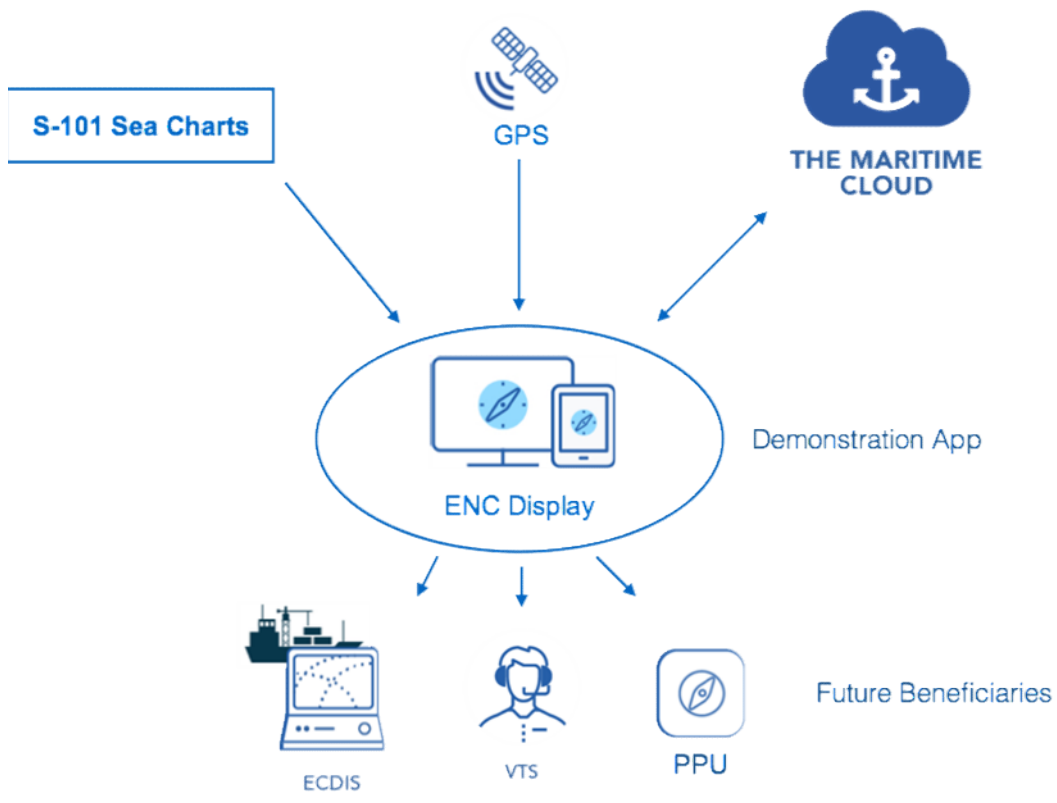 S-101 Sea Charts
GPS
THE MARITIME
CLOUD
Demonstration App
ENC Display
ECDIS
VTS
PPU
Future Beneficiaries